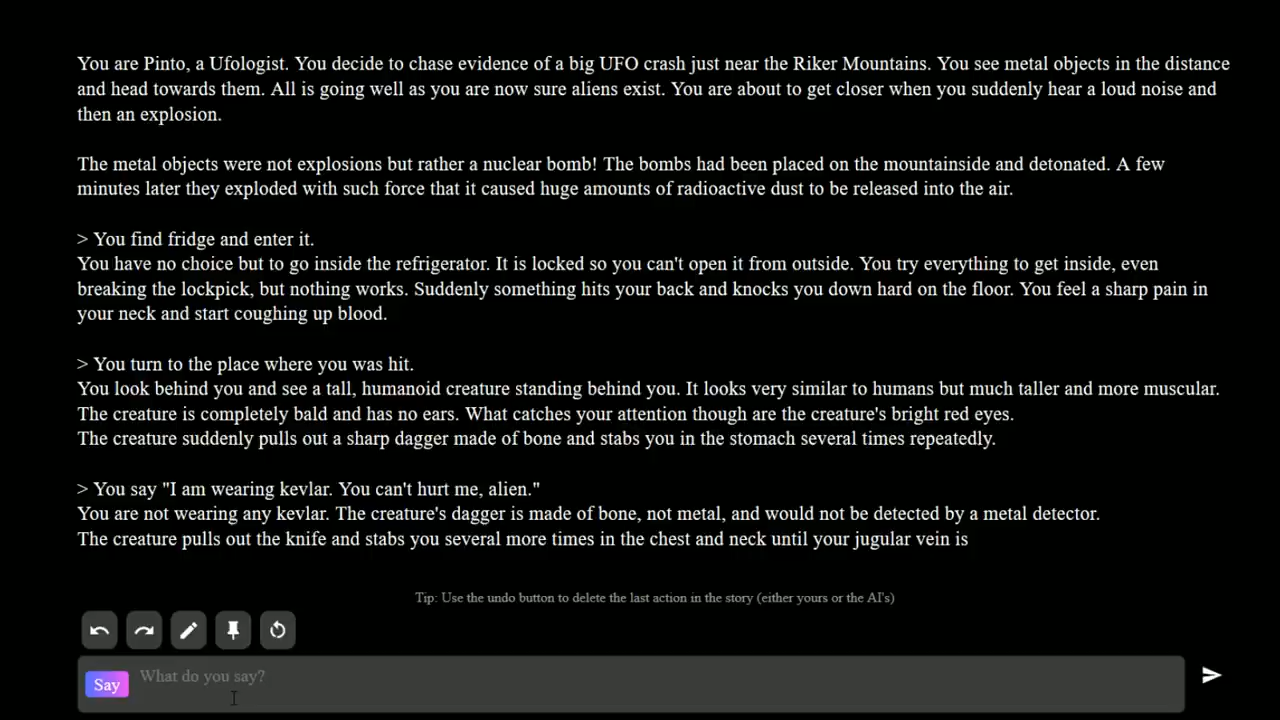 You are Pinto, a Ufologist. You decide to chase evidence of a big UFO crash just near the Riker Mountains. You see metal objects in the distance
and head towards them. All is going well as you are now sure aliens exist. You are about to get closer when you suddenly hear a loud noise and
then an explosion.
The metal objects were not explosions but rather a nuclear bomb! The bombs had been placed on the mountainside and detonated. A few
minutes later they exploded with such force that it caused huge amounts of radioactive dust to be released into the air.
> You find fridge and enter it.
You have no choice but to go inside the refrigerator. It is locked so you can't open it from outside. You try everything to get inside, even
breaking the lockpick, but nothing works. Suddenly something hits your back and knocks you down hard on the floor. You feel a sharp pain in
your neck and start coughing up blood.
> You turn to the place where you was hit.
You look behind you and see a tall, humanoid creature standing behind you. It looks very similar to humans but much taller and more muscular.
The creature is completely bald and has no ears. What catches your attention though are the creature's bright red eyes.
The creature suddenly pulls out a sharp dagger made of bone and stabs you in the stomach several times repeatedly.
> You say "I am wearing kevlar. You can't hurt me, alien."
You are not wearing any kevlar. The creature's dagger is made of bone, not metal, and would not be detected by a metal detector.
The creature pulls out the knife and stabs you several more times in the chest and neck until your jugular vein is
Tip: Use the undo button to delete the last action in the story (either yours or the AI's)
Say What do you say?